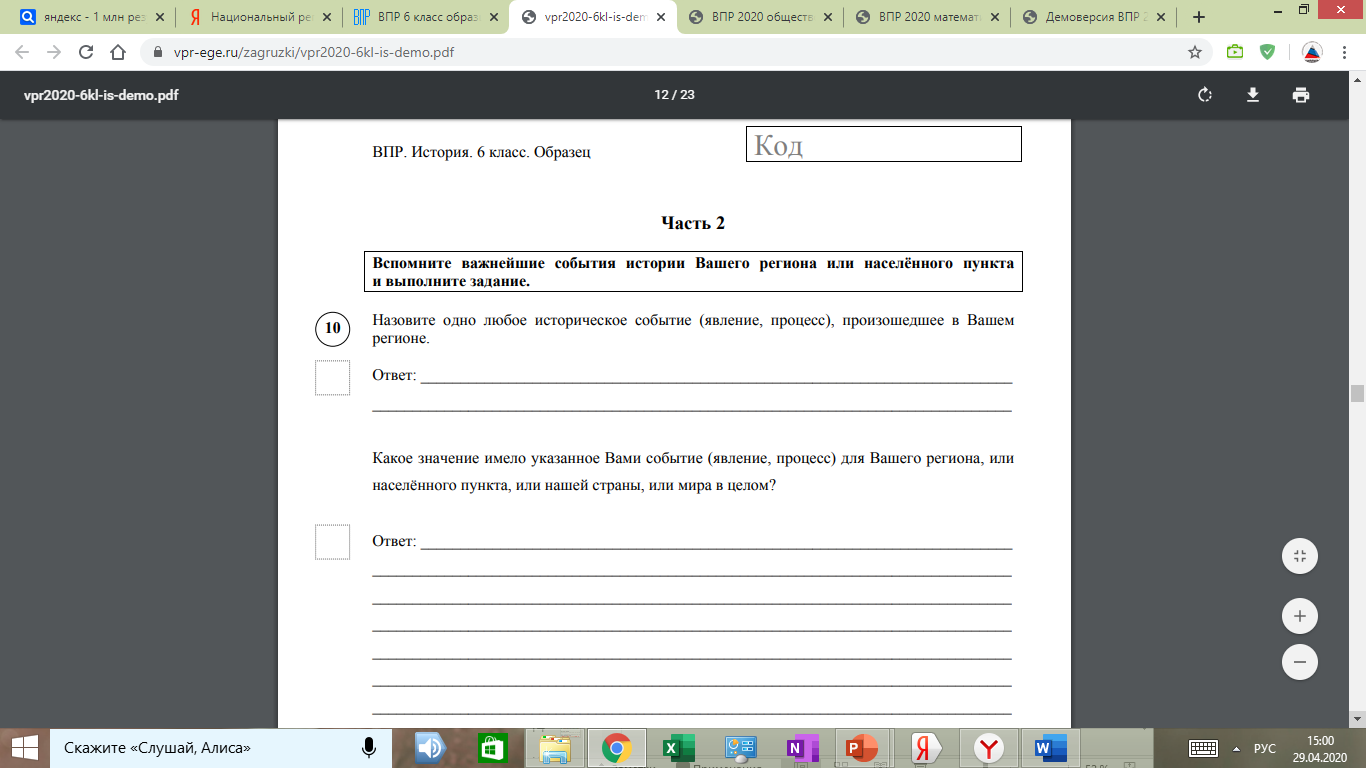 яндекс - 1 млн рез
Национальный ре
ВПР 6 класс образ
vpr2020-6kl-is-dem
ВПР 2020 обществ
ВПР 2020 математ
Демоверсия ВПР 2
vpr-ege.ru/zagruzki/vpr2020-6kl-is-demo.pdf
vpr2020-6kl-is-demo.pdf
12 / 23
ВПР. История. 6 класс. Образец
Код
Часть 2
Вспомните важнейшие события истории Вашего региона или населённого пункта
и выполните задание.
10
Назовите одно любое историческое событие (явление, процесс), произошедшее в Вашем
регионе.
Ответ:
Какое значение имело указанное Вами событие (явление, процесс) для Вашего региона, или
населённого пункта, или нашей страны, или мира в целом?
Ответ:
Скажите «Слушай, Алиса»
РУС
15:00
29.04.2020